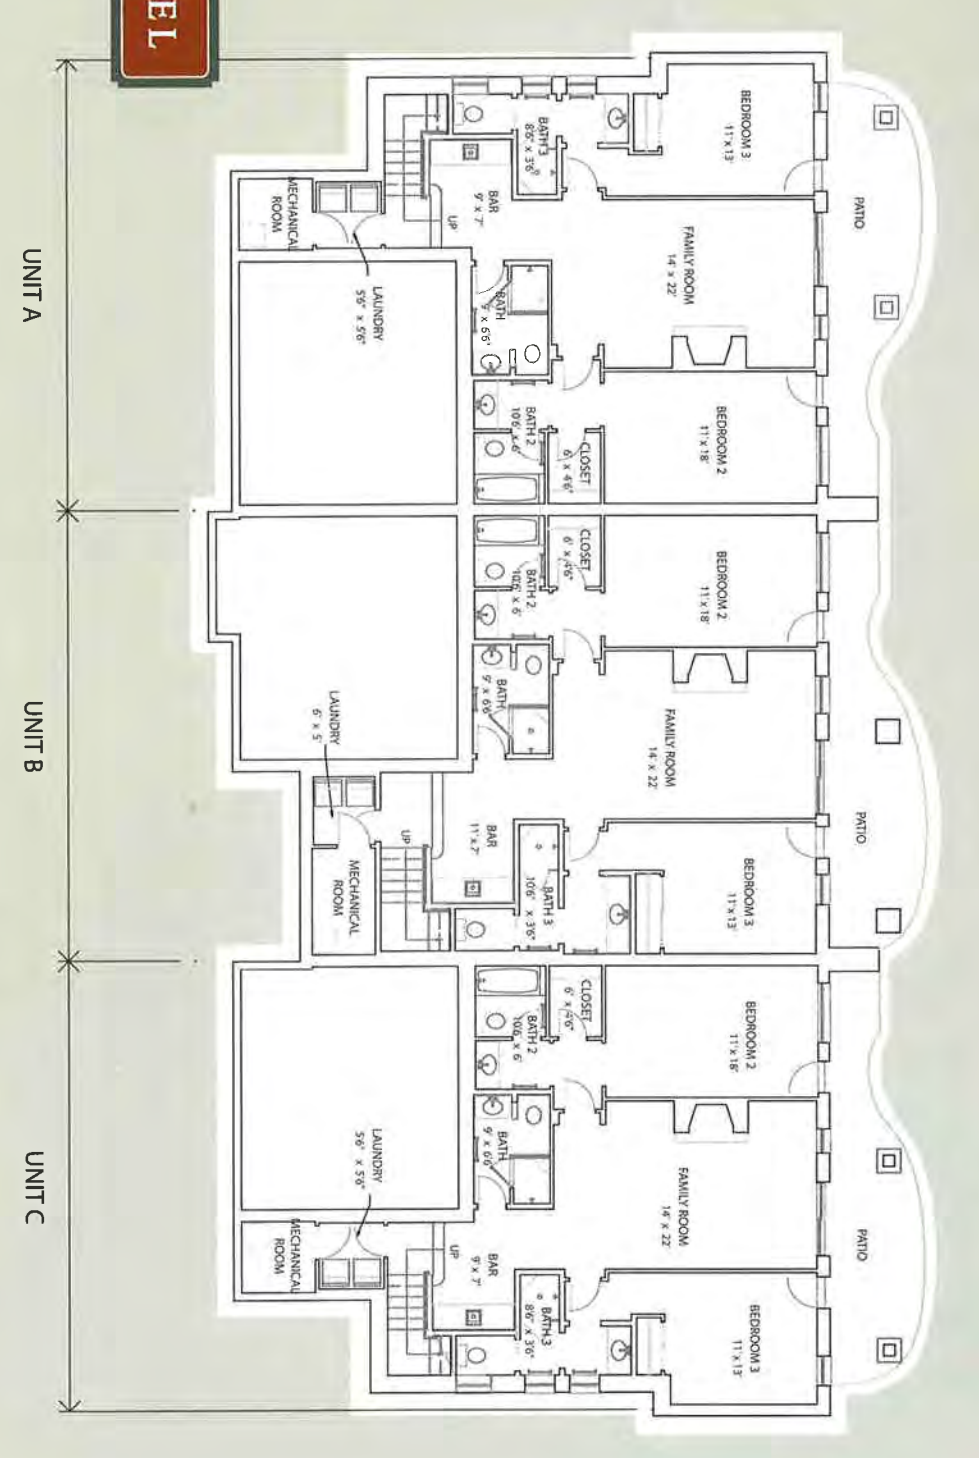 EL
BEDROOM 3
11' x 13'
BATH 3
8'6" x 3'6"
PATIO
BAR
9' x 7'
UP
FAMILY ROOM
14' x 22'
MECHANICAL
ROOM
LAUNDRY
5'6" x 5'6"
BATH
9' x 6'6"
BEDROOM 2
11' x 18'
BATH 2
10'6" x 6'
CLOSET
6' x 4'6"
UNIT A
BEDROOM 2
11' x 18'
CLOSET
6' x 4'6"
BATH 2
10'6" x 6'
BATH
9' x 6'6"
FAMILY ROOM
14' x 22'
LAUNDRY
6' x 5'
PATIO
BAR
11' x 7'
UP
BEDROOM 3
11' x 13'
BATH 3
10'6" x 3'6"
MECHANICAL
ROOM
UNIT B
BEDROOM 2
11' x 18'
CLOSET
6' x 4'6"
BATH 2
10'6" x 6'
BATH
9' x 6'6"
LAUNDRY
5'6" x 5'6"
FAMILY ROOM
14' x 22'
PATIO
BAR
9' x 7'
UP
MECHANICAL
ROOM
BATH 3
8'6" x 3'6"
BEDROOM 3
11' x 13'
UNIT C